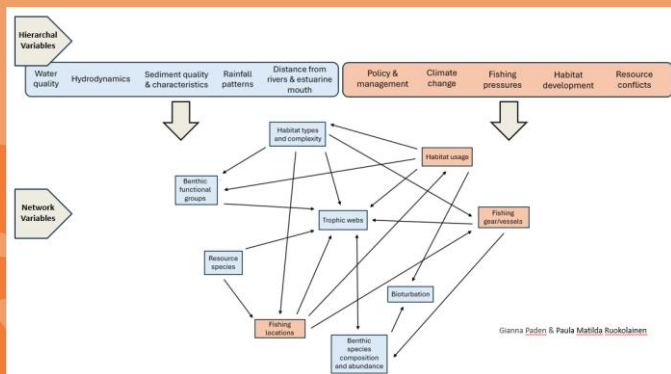 Hierarchal
Variables
Water
quality
Hydrodynamics
Sediment quality
& characteristics
Rainfall
patterns
Distance from
rivers & estuarine
mouth
Policy &
management
Climate
change
Fishing
pressures
Habitat
development
Resource
conflicts
Habitat types
and complexity
Habitat usage
Benthic
functional
groups
Network
Variables
Trophic webs
Fishing
gear/vessels
Resource
species
Bioturbation
Fishing
locations
Benthic
species
composition
and abundance
Gianna Paden & Paula Matilda Ruokolainen